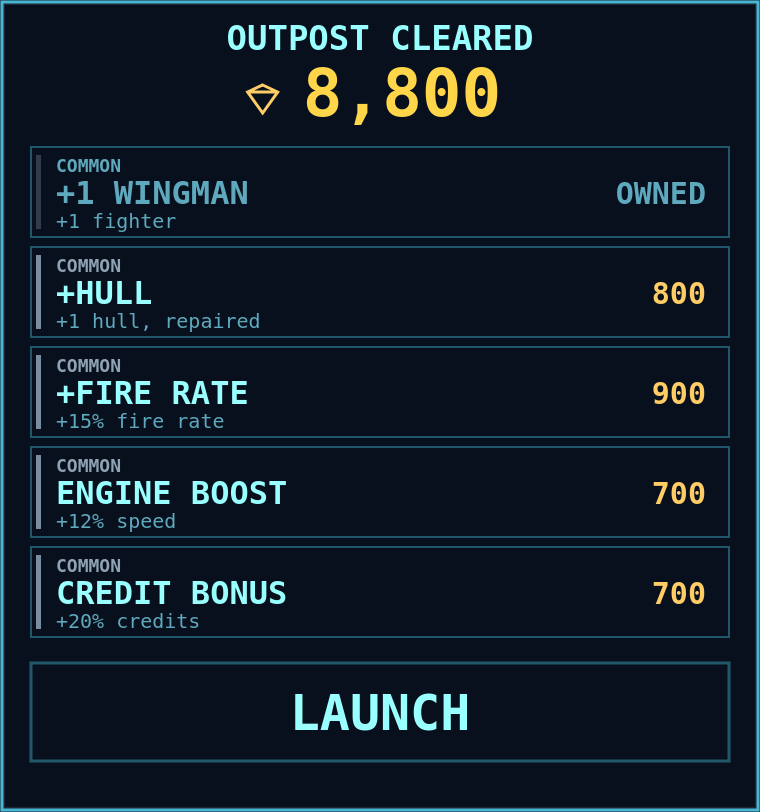 OUTPOST CLEARED
8,800
COMMON
+1 WINGMAN OWNED
+1 fighter
COMMON
+HULL 800
+1 hull, repaired
COMMON
+FIRE RATE 900
+15% fire rate
COMMON
ENGINE BOOST 700
+12% speed
COMMON
CREDIT BONUS 700
+20% credits
LAUNCH